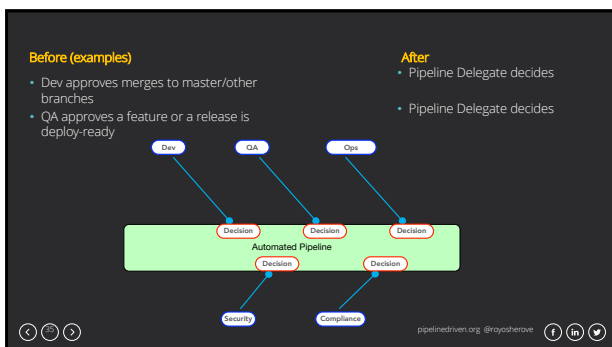 Before (examples)
• Dev approves merges to master/other
branches
• QA approves a feature or a release is
deploy-ready
After
• Pipeline Delegate decides
• Pipeline Delegate decides
Dev
QA
Ops
Decision
Decision
Decision
Automated Pipeline
Decision
Decision
Security
Compliance
35
pipelinedriven.org @royosherove
f
in